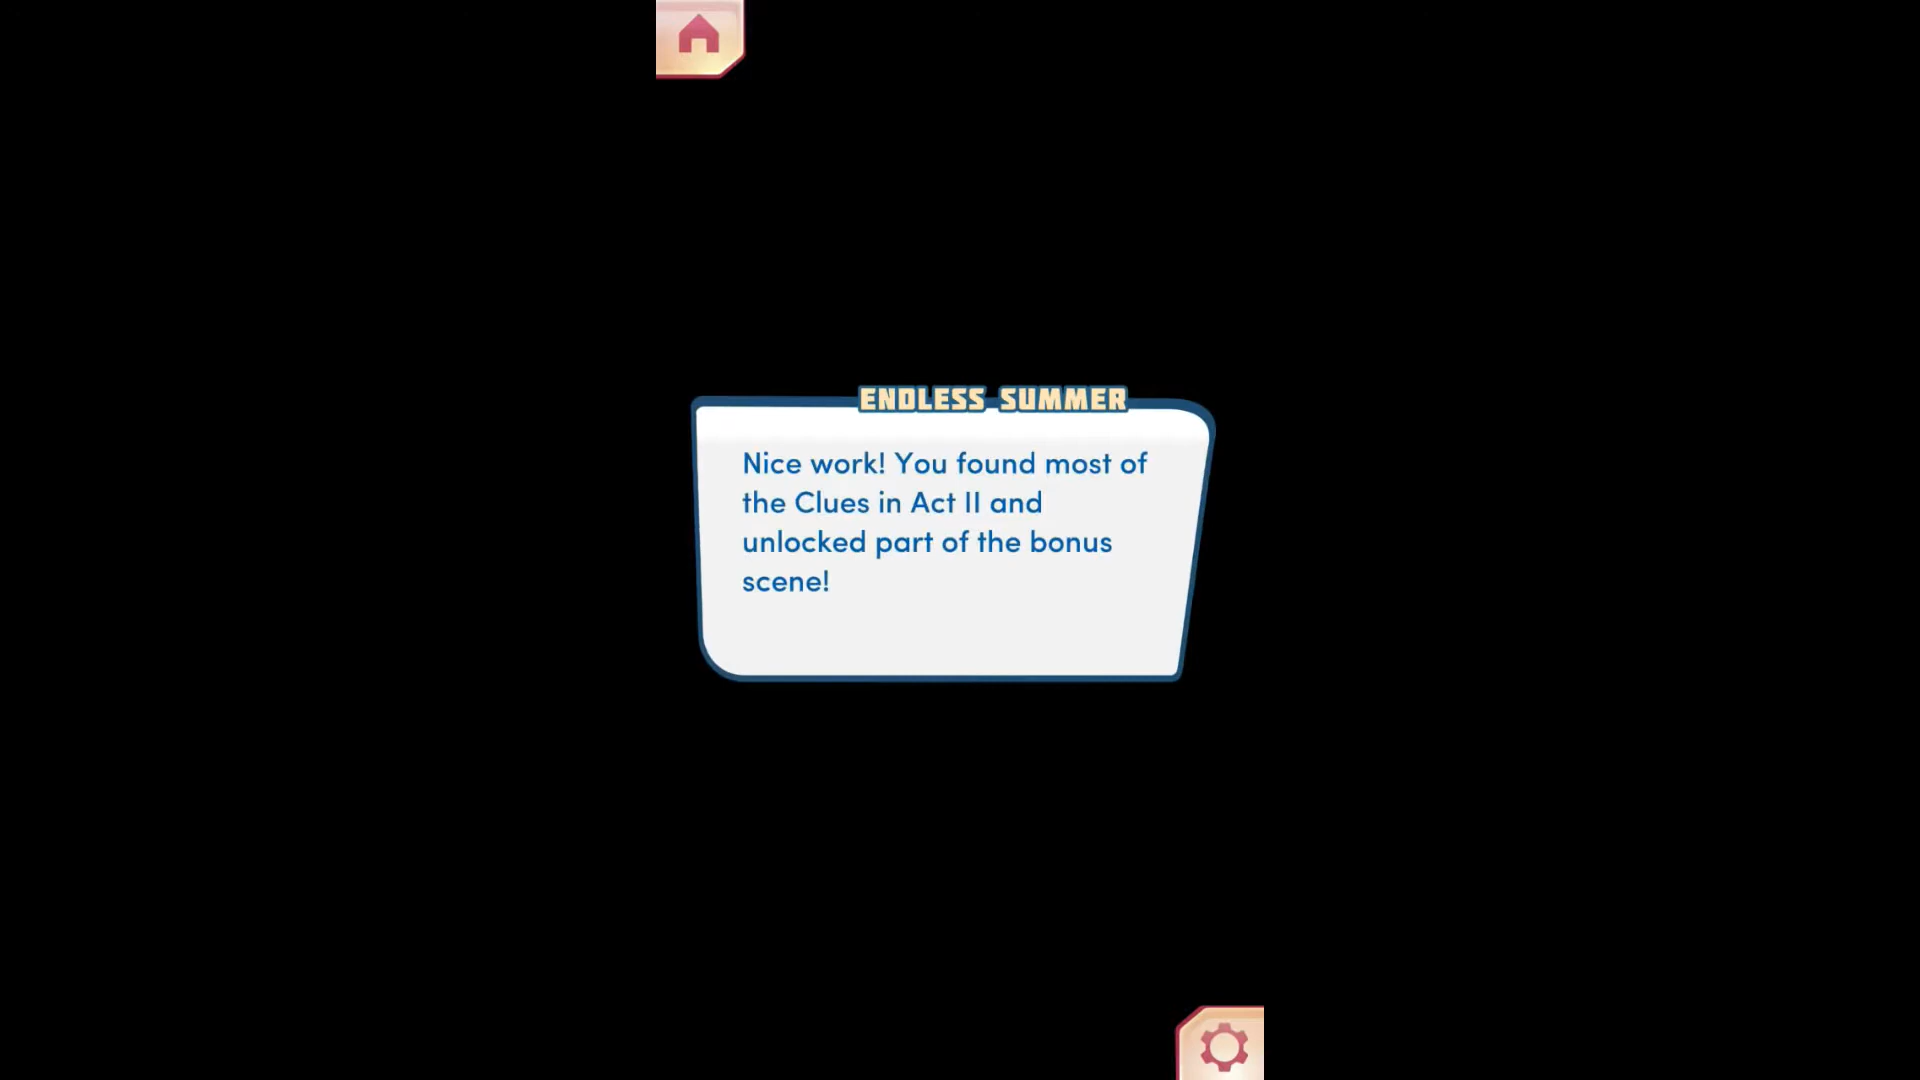 ENDLESS SUMMER
Nice work! You found most of
the Clues in Act II and
unlocked part of the bonus
scene!